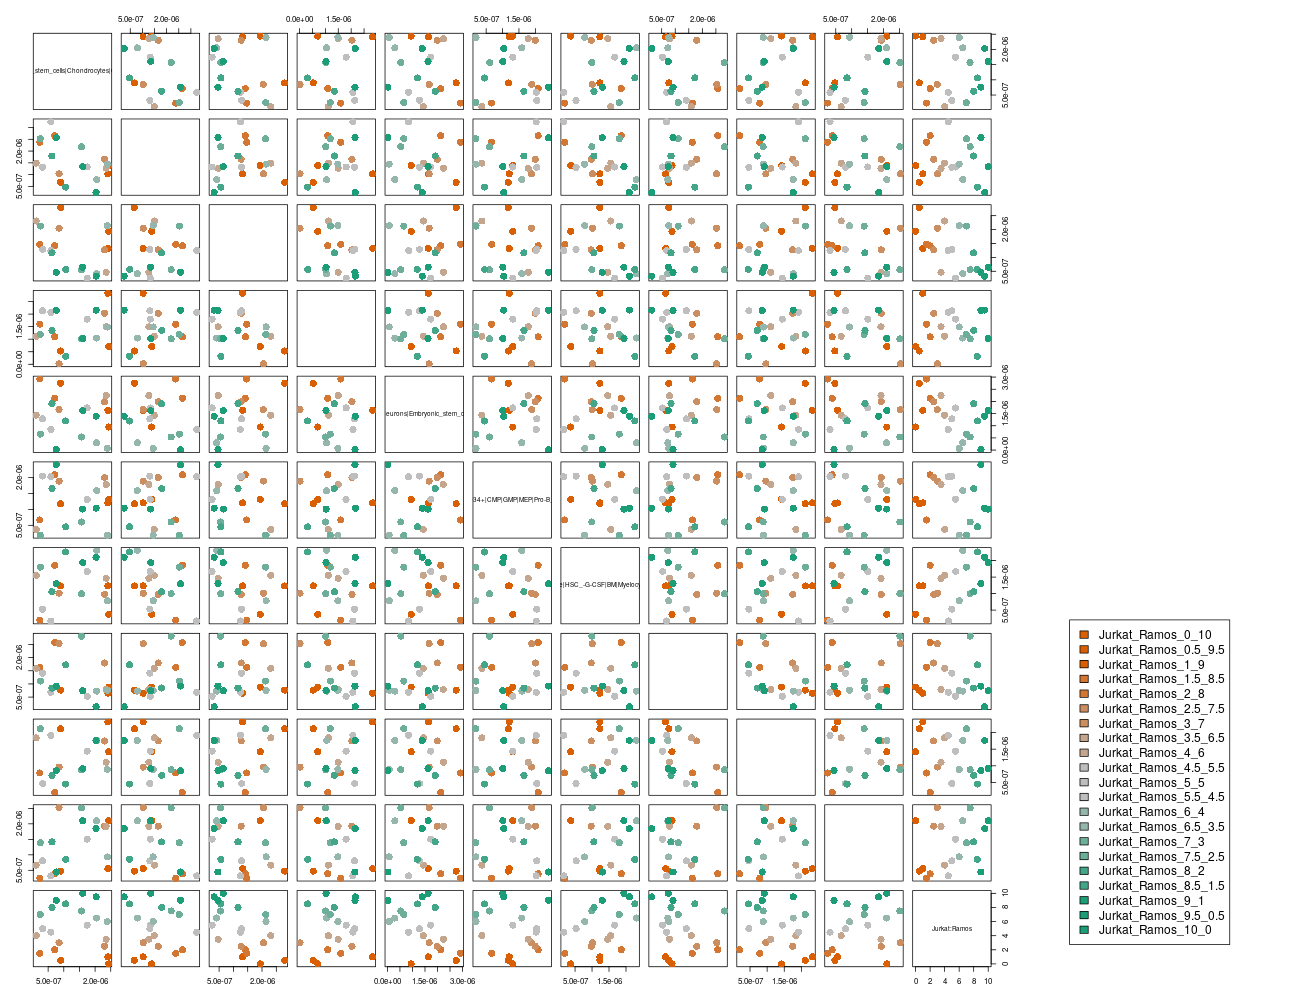 5.0e-07 2.0e-06 0.0e+00 1.5e-06 5.0e-07 1.5e-06 5.0e-07 2.0e-06 5.0e-07 2.0e-06
stem_cells|Chondrocytes|
5.0e-07 2.0e-06
5.0e-07 2.0e-06
5.0e-07 2.0e-06
0.0e+00 1.5e-06
eurons|Embryonic_stem_c
0.0e+00 1.5e-06 3.0e-06
34+|CMP|GMP|MEP|Pro-B
5.0e-07 2.0e-06
e|HSC_-G-CSF|BM|Myelocy
5.0e-07 1.5e-06
5.0e-07 2.0e-06
5.0e-07 1.5e-06
5.0e-07 2.0e-06
Jurkat:Ramos
0 2 4 6 8 10
5.0e-07 2.0e-06 5.0e-07 2.0e-06 0.0e+00 1.5e-06 3.0e-06 5.0e-07 1.5e-06 5.0e-07 1.5e-06 0 2 4 6 8 10
Jurkat_Ramos_0_10
Jurkat_Ramos_0.5_9.5
Jurkat_Ramos_1_9
Jurkat_Ramos_1.5_8.5
Jurkat_Ramos_2_8
Jurkat_Ramos_2.5_7.5
Jurkat_Ramos_3_7
Jurkat_Ramos_3.5_6.5
Jurkat_Ramos_4_6
Jurkat_Ramos_4.5_5.5
Jurkat_Ramos_5_5
Jurkat_Ramos_5.5_4.5
Jurkat_Ramos_6_4
Jurkat_Ramos_6.5_3.5
Jurkat_Ramos_7_3
Jurkat_Ramos_7.5_2.5
Jurkat_Ramos_8_2
Jurkat_Ramos_8.5_1.5
Jurkat_Ramos_9_1
Jurkat_Ramos_9.5_0.5
Jurkat_Ramos_10_0